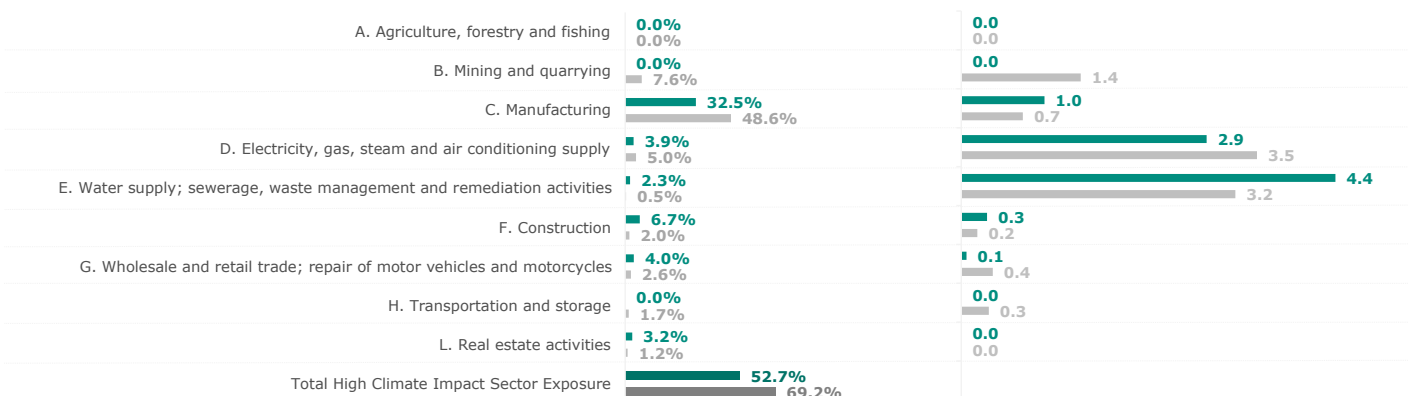 A. Agriculture, forestry and fishing 0.0% 0.0
0.0% 0.0
B. Mining and quarrying 0.0% 0.0
7.6% 1.4
C. Manufacturing 32.5% 1.0
48.6% 0.7
D. Electricity, gas, steam and air conditioning supply 3.9% 2.9
5.0% 3.5
E. Water supply; sewerage, waste management and remediation activities 2.3% 4.4
0.5% 3.2
F. Construction 6.7% 0.3
2.0% 0.2
G. Wholesale and retail trade; repair of motor vehicles and motorcycles 4.0% 0.1
2.6% 0.4
H. Transportation and storage 0.0% 0.0
1.7% 0.3
L. Real estate activities 3.2% 0.0
1.2% 0.0
Total High Climate Impact Sector Exposure 52.7%
69.2%